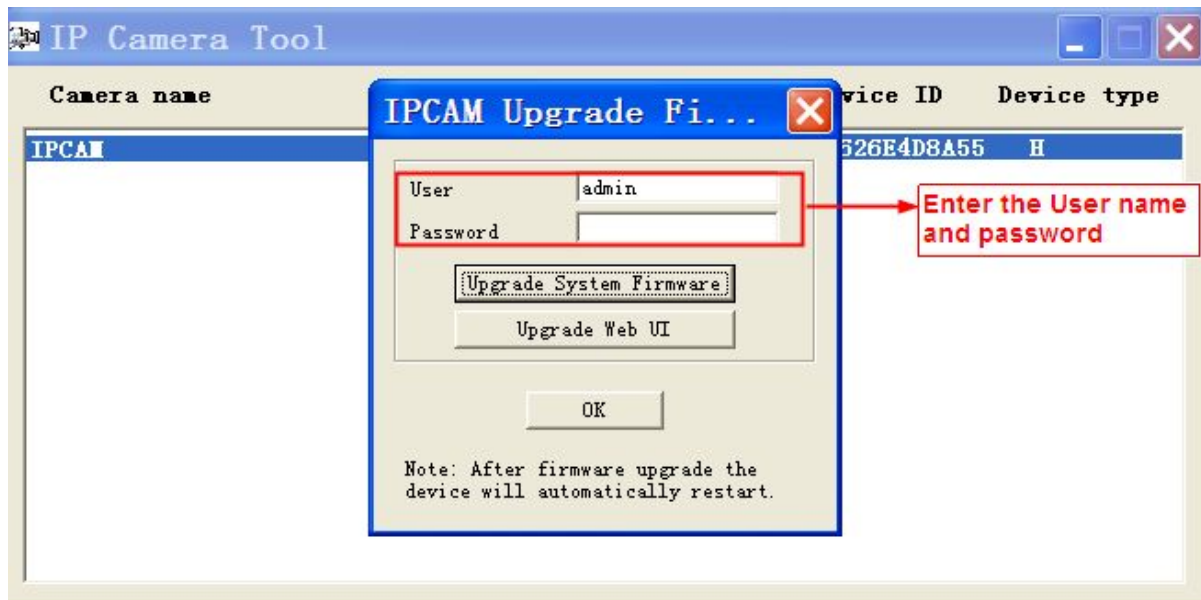 IP Camera Tool
Camera name vice ID Device type
IPCAM 626E4D8A55 H
IPCAM Upgrade Fi...
User admin
Password
Enter the User name
and password
Upgrade System Firmware
Upgrade Web UI
OK
Note: After firmware upgrade the
device will automatically restart.